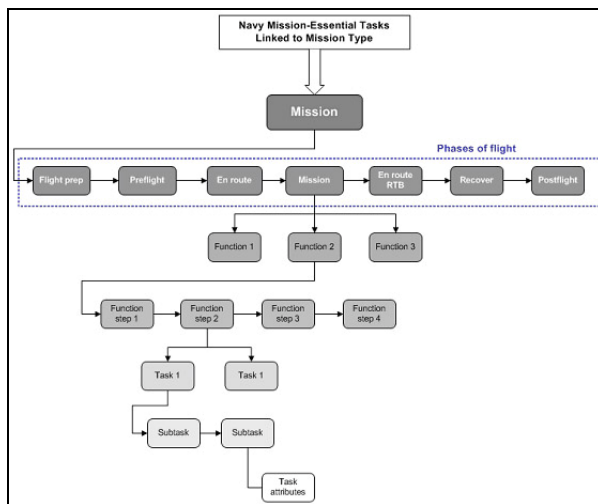 Navy Mission-Essential Tasks
Linked to Mission Type
Mission
Phases of flight
Flight prep
Preflight
En route
Mission
En route
RTB
Recover
Postflight
Function 1
Function 2
Function 3
Function
step 1
Function
step 2
Function
step 3
Function
step 4
Task 1
Task 1
Subtask
Subtask
Task
attributes